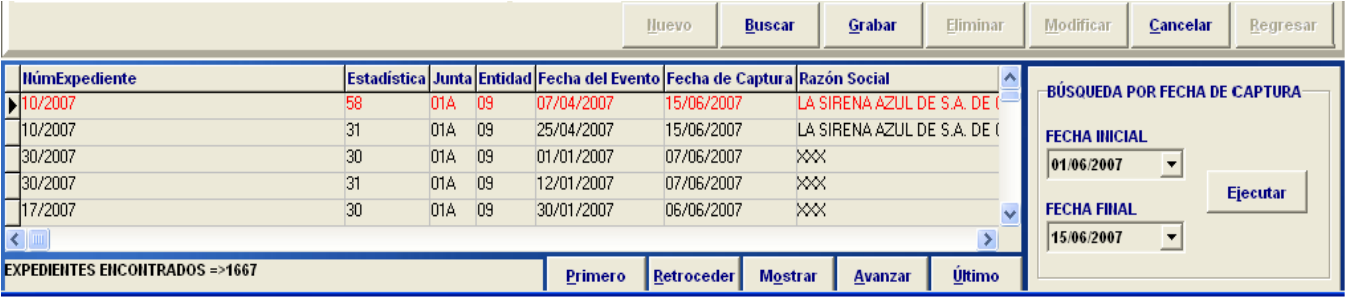 Nuevo Buscar Grabar Eliminar Modificar Cancelar Regresar
NúmExpediente Estadística Junta Entidad Fecha del Evento Fecha de Captura Razón Social
10/2007 58 01A 09 07/04/2007 15/06/2007 LA SIRENA AZUL DE S.A. DE
10/2007 31 01A 09 25/04/2007 15/06/2007 LA SIRENA AZUL DE S.A. DE
30/2007 30 01A 09 01/01/2007 07/06/2007 XXX
30/2007 31 01A 09 12/01/2007 07/06/2007 XXX
17/2007 30 01A 09 30/01/2007 06/06/2007 XXX
EXPEDIENTES ENCONTRADOS =>1667
Primero Retroceder Mostrar Avanzar Último
BÚSQUEDA POR FECHA DE CAPTURA
FECHA INICIAL
01/06/2007
Ejecutar
FECHA FINAL
15/06/2007